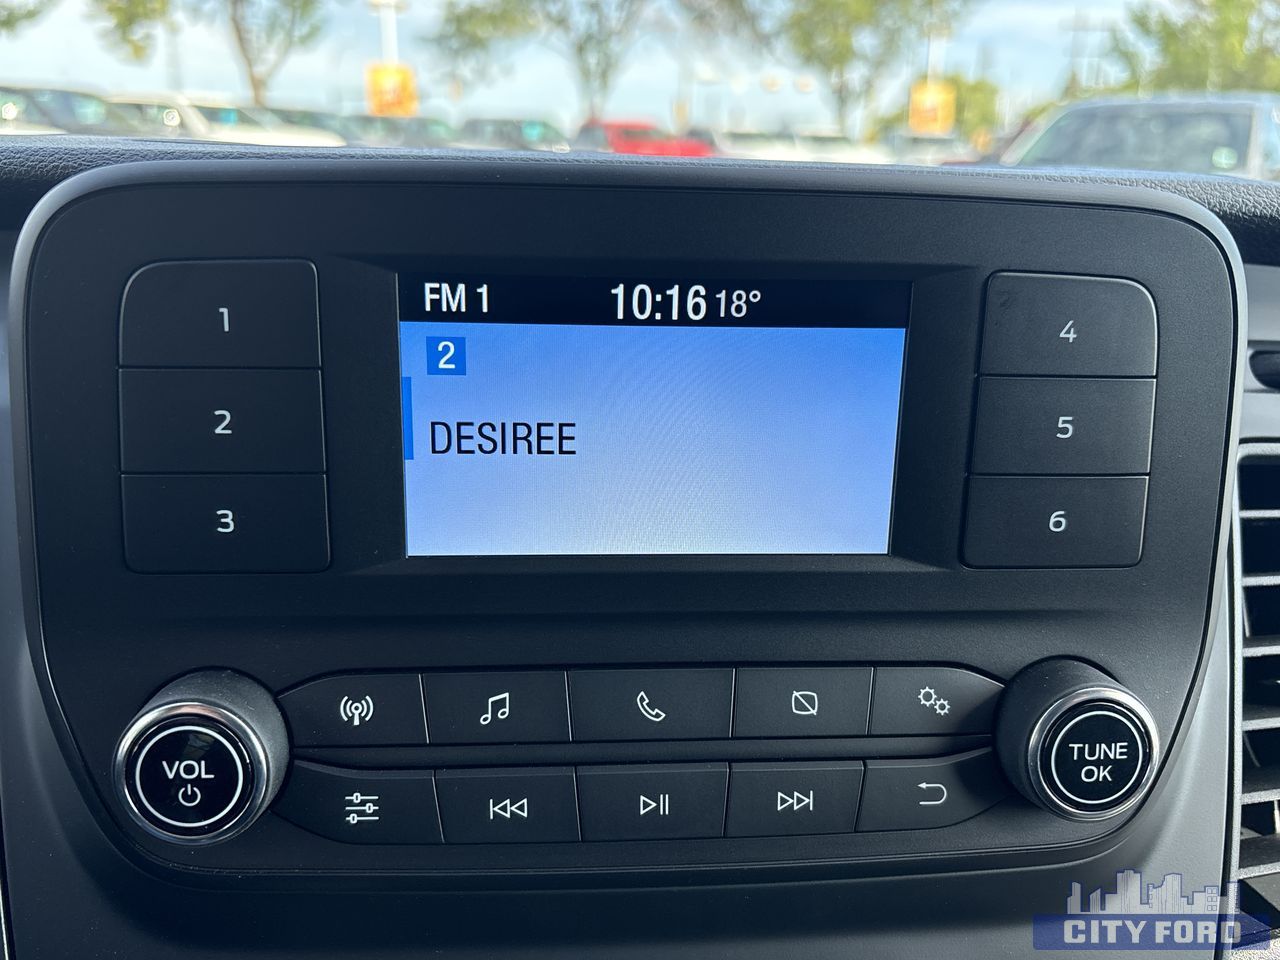 FM 1 10:16 18°
2
DESIREE
1
2
3
4
5
6
VOL
TUNE
OK
CITY FORD